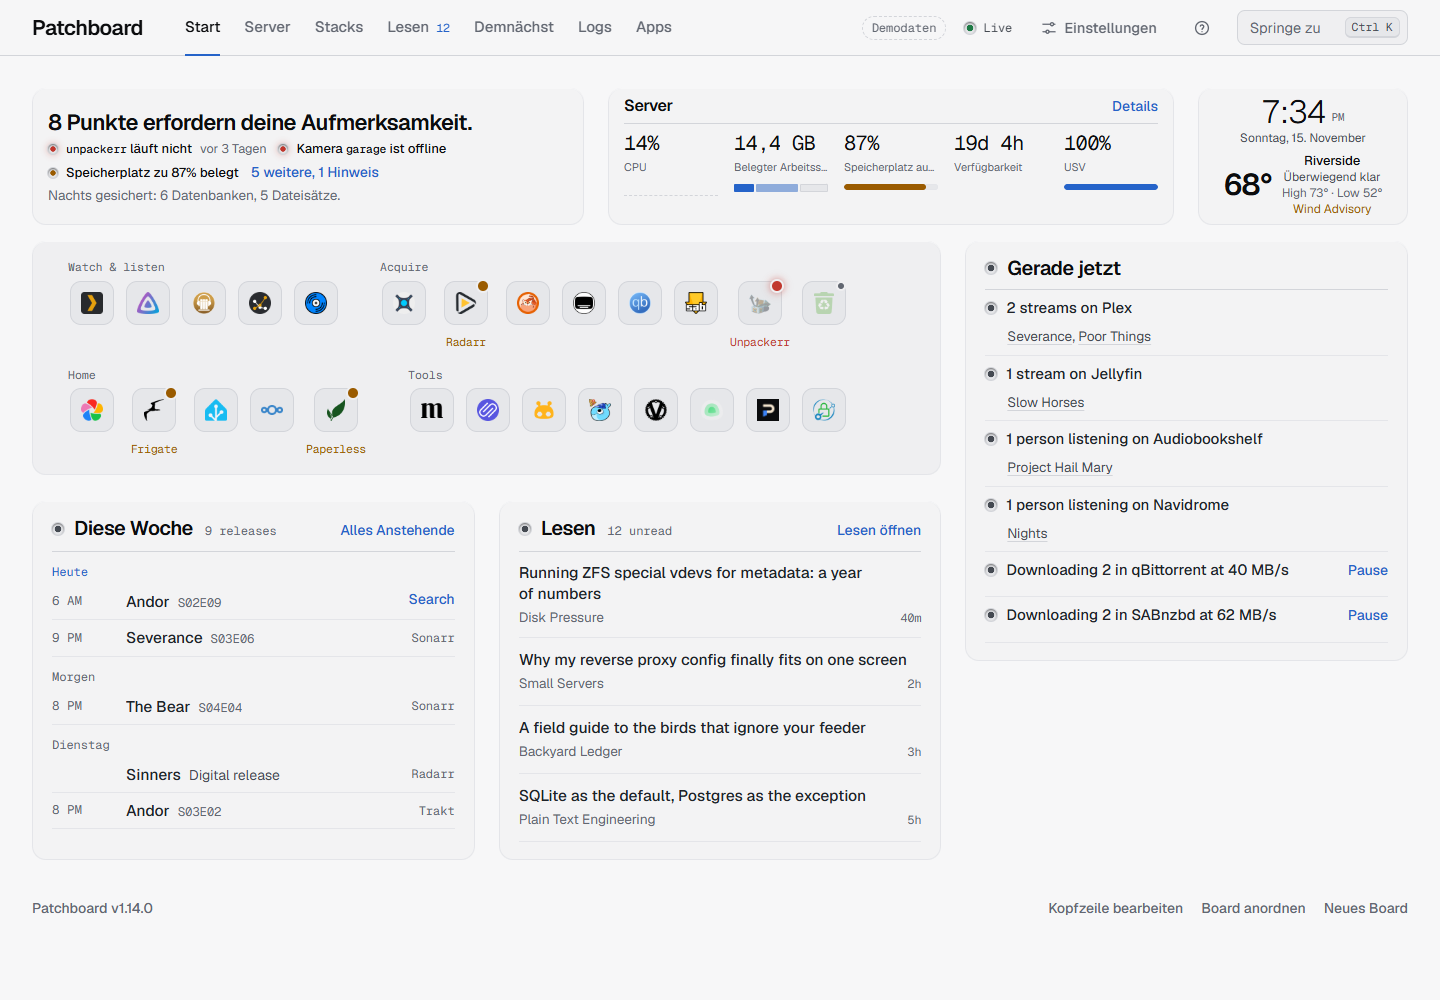 Patchboard
Start
Server
Stacks
Lesen 12
Demnächst
Logs
Apps
Demodaten
Live
Einstellungen
Springe zu
Ctrl K
8 Punkte erfordern deine Aufmerksamkeit.
unpackerr läuft nicht vor 3 Tagen Kamera garage ist offline
Speicherplatz zu 87% belegt 5 weitere, 1 Hinweis
Nachts gesichert: 6 Datenbanken, 5 Dateisätze.
Server
Details
14%
CPU
14,4 GB
Belegter Arbeitss…
87%
Speicherplatz au…
19d 4h
Verfügbarkeit
100%
USV
7:34 PM
Sonntag, 15. November
68°
Riverside
Überwiegend klar
High 73° · Low 52°
Wind Advisory
Watch & listen
Acquire
qb
sab
Radarr
Unpackerr
Home
Tools
m
Frigate
Paperless
Gerade jetzt
2 streams on Plex
Severance, Poor Things
1 stream on Jellyfin
Slow Horses
1 person listening on Audiobookshelf
Project Hail Mary
1 person listening on Navidrome
Nights
Downloading 2 in qBittorrent at 40 MB/s Pause
Downloading 2 in SABnzbd at 62 MB/s Pause
Diese Woche 9 releases Alles Anstehende
Heute
6 AM Andor S02E09 Search
9 PM Severance S03E06 Sonarr
Morgen
8 PM The Bear S04E04 Sonarr
Dienstag
Sinners Digital release Radarr
8 PM Andor S03E02 Trakt
Lesen 12 unread Lesen öffnen
Running ZFS special vdevs for metadata: a year
of numbers
Disk Pressure 40m
Why my reverse proxy config finally fits on one screen
Small Servers 2h
A field guide to the birds that ignore your feeder
Backyard Ledger 3h
SQLite as the default, Postgres as the exception
Plain Text Engineering 5h
Patchboard v1.14.0
Kopfzeile bearbeiten
Board anordnen
Neues Board